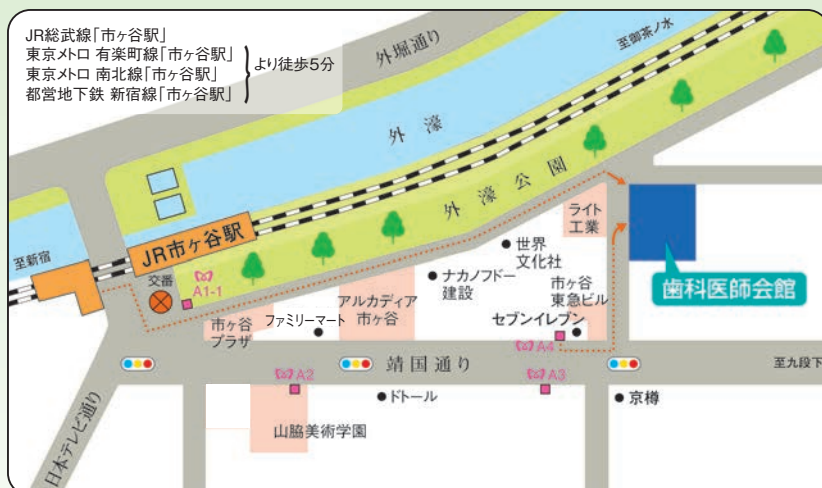 JR総武線「市ヶ谷駅」
東京メトロ 有楽町線「市ヶ谷駅」
東京メトロ 南北線「市ヶ谷駅」
都営地下鉄 新宿線「市ヶ谷駅」
より徒歩5分
外堀通り
至御茶ノ水
外濠
外濠公園
JR市ヶ谷駅
至新宿
交番
A1-1
ライト
工業
世界
文化社
ナカノフドー
建設
市ヶ谷
東急ビル
歯科医師会館
アルカディア
市ヶ谷
市ヶ谷
プラザ
ファミリーマート
セブンイレブン
A4
靖国通り
至九段下
A2
A3
ドトール
京樽
山脇美術学園
日本テレビ通り